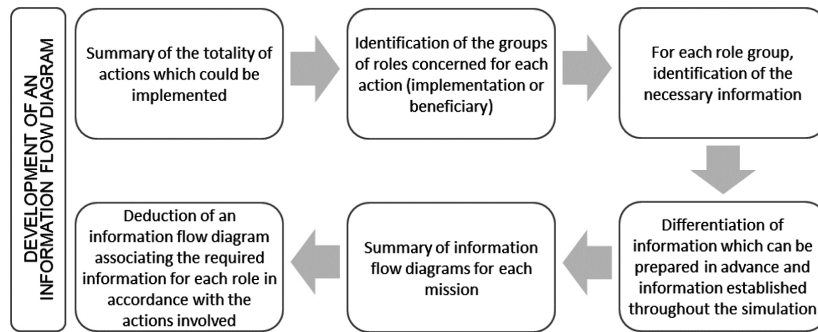 DEVELOPMENT OF AN
INFORMATION FLOW DIAGRAM
Summary of the totality of
actions which could be
implemented
Identification of the groups
of roles concerned for each
action (implementation or
beneficiary)
For each role group,
identification of the
necessary information
Differentiation of
information which can be
prepared in advance and
information established
throughout the simulation
Summary of information
flow diagrams for each
mission
Deduction of an
information flow diagram
associating the required
information for each role in
accordance with the
actions involved